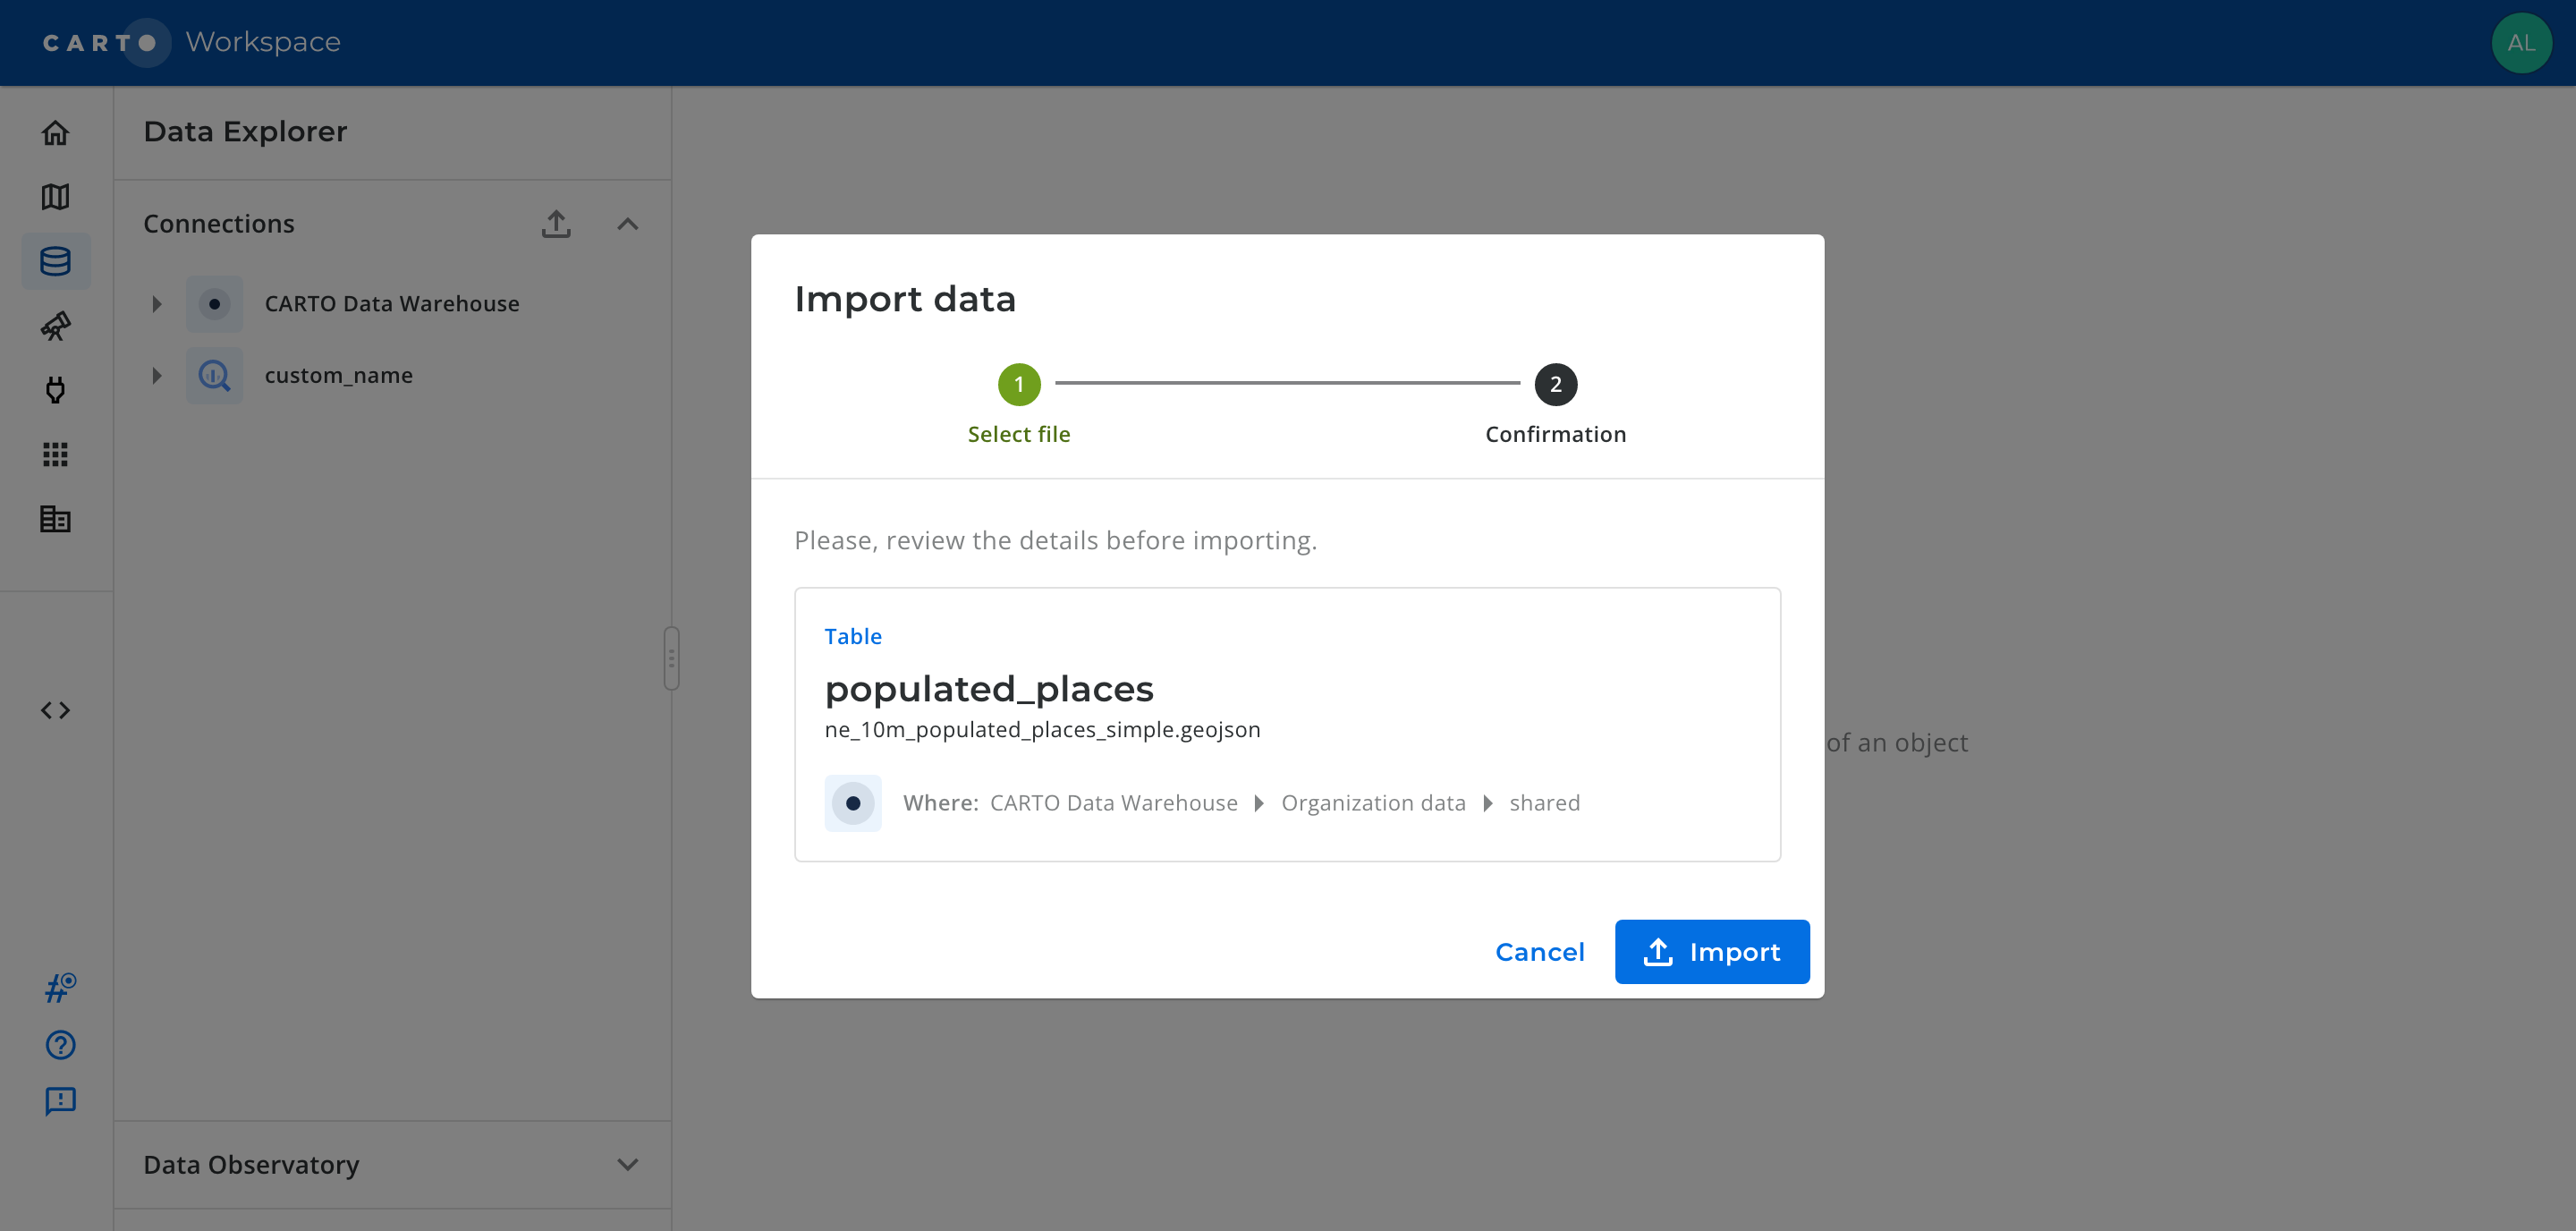 CARTO Workspace
AL
Data Explorer
Connections
CARTO Data Warehouse
custom_name
Data Observatory
Import data
1
2
Select file
Confirmation
Please, review the details before importing.
Table
populated_places
ne_10m_populated_places_simple.geojson
Where: CARTO Data Warehouse Organization data shared
Cancel
Import
of an object